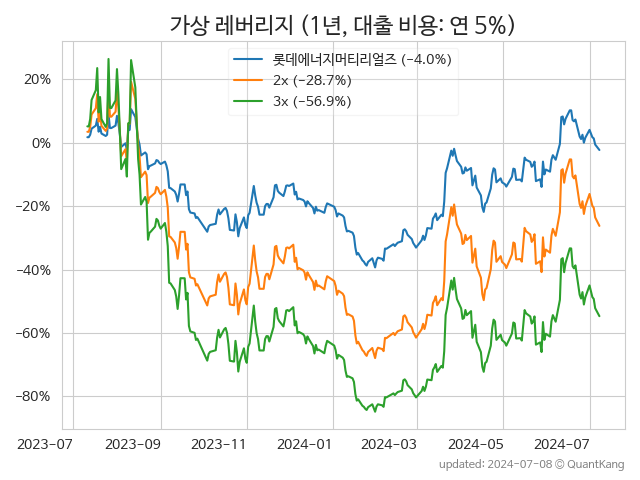 가상 레버리지 (1년, 대출 비용: 연 5%)
롯데에너지머티리얼즈 (−4.0%)
2x (−28.7%)
3x (−56.9%)
20%
0%
−20%
−40%
−60%
−80%
2023-07 2023-09 2023-11 2024-01 2024-03 2024-05 2024-07
updated: 2024-07-08 © QuantKang